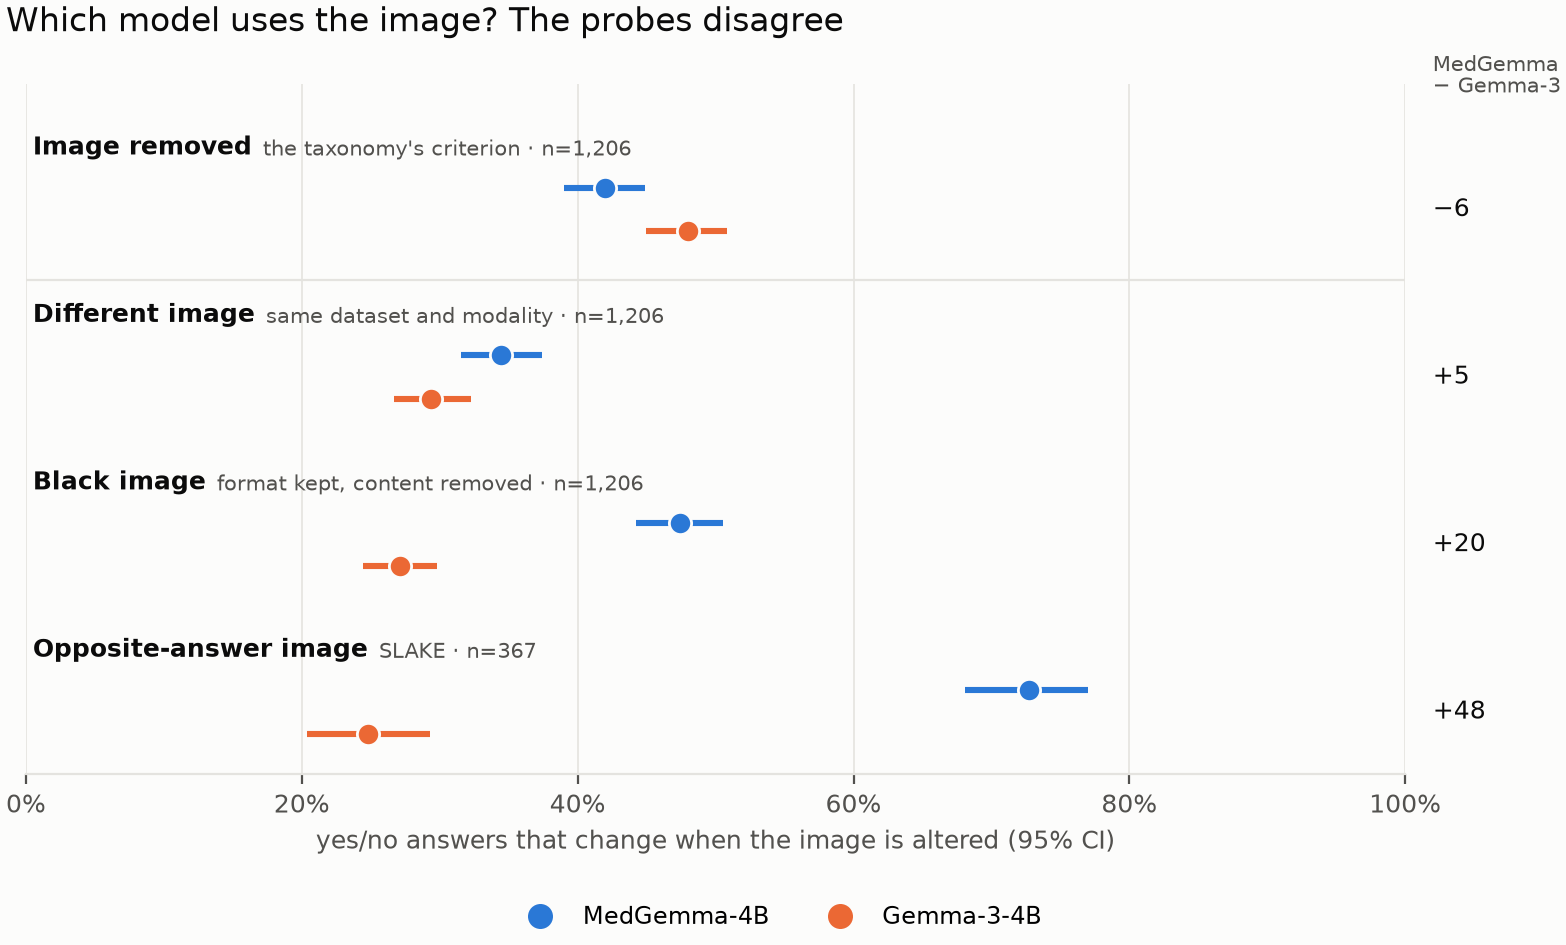 Which model uses the image? The probes disagree
MedGemma
− Gemma-3
Image removed the taxonomy's criterion · n=1,206
−6
Different image same dataset and modality · n=1,206
+5
Black image format kept, content removed · n=1,206
+20
Opposite-answer image SLAKE · n=367
+48
0% 20% 40% 60% 80% 100%
yes/no answers that change when the image is altered (95% CI)
MedGemma-4B Gemma-3-4B